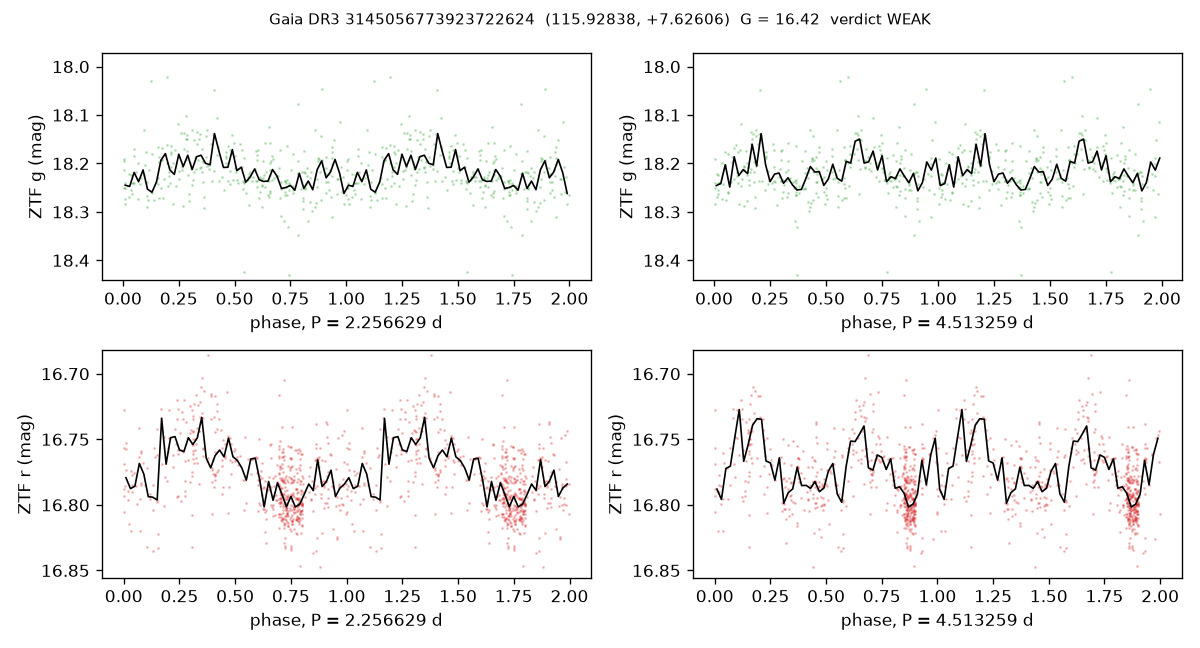 Gaia DR3 3145056773923722624  (115.92838, +7.62606)  G = 16.42  verdict WEAK
18.0
18.1
18.2
18.3
18.4
ZTF g (mag)
0.00 0.25 0.50 0.75 1.00 1.25 1.50 1.75 2.00
phase, P = 2.256629 d
18.0
18.1
18.2
18.3
18.4
ZTF g (mag)
0.00 0.25 0.50 0.75 1.00 1.25 1.50 1.75 2.00
phase, P = 4.513259 d
16.70
16.75
16.80
16.85
ZTF r (mag)
0.00 0.25 0.50 0.75 1.00 1.25 1.50 1.75 2.00
phase, P = 2.256629 d
16.70
16.75
16.80
16.85
ZTF r (mag)
0.00 0.25 0.50 0.75 1.00 1.25 1.50 1.75 2.00
phase, P = 4.513259 d